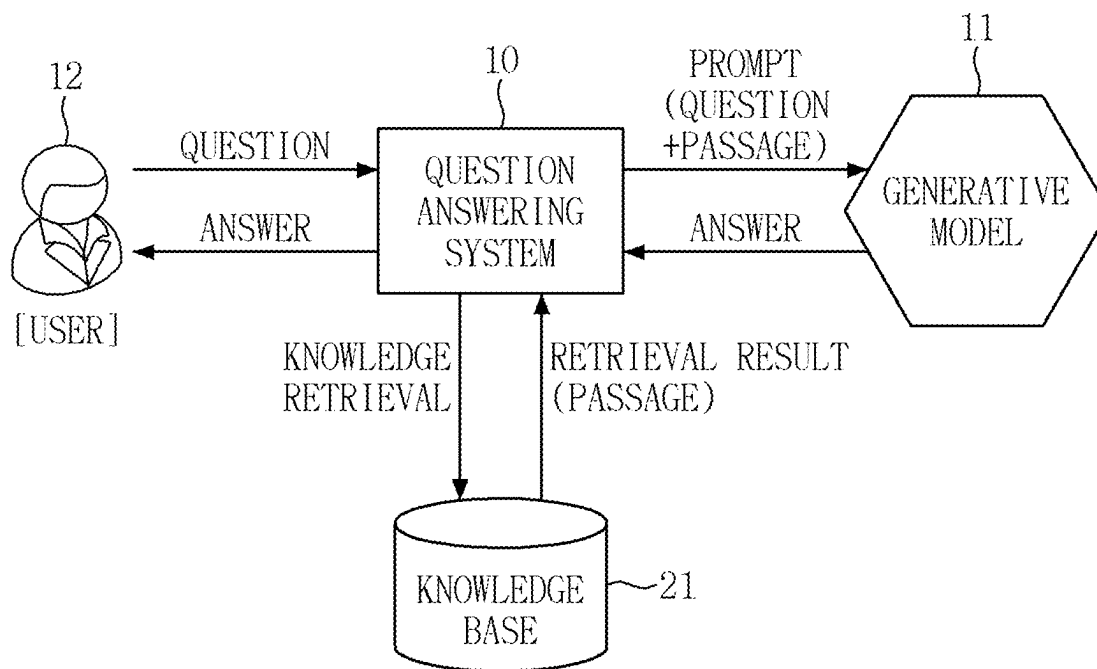 12
10
11
PROMPT
(QUESTION
+PASSAGE)
QUESTION
ANSWER
QUESTION
ANSWERING
SYSTEM
ANSWER
GENERATIVE
MODEL
[USER]
KNOWLEDGE
RETRIEVAL
RETRIEVAL RESULT
(PASSAGE)
KNOWLEDGE
BASE
21